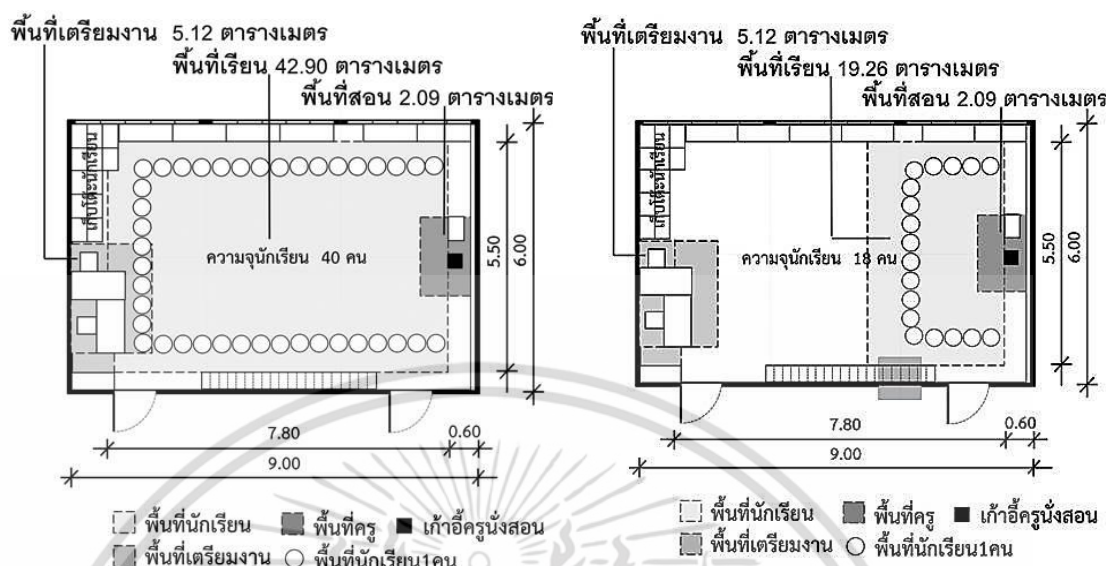 พื้นที่เตรียมงาน 5.12 ตารางเมตร
พื้นที่เรียน 42.90 ตารางเมตร
พื้นที่สอน 2.09 ตารางเมตร
เก็บโต๊ะนักเรียน
ความจุนักเรียน 40 คน
5.50
6.00
7.80
0.60
9.00
พื้นที่นักเรียน
พื้นที่ครู
เก้าอี้ครูนั่งสอน
พื้นที่เตรียมงาน
พื้นที่นักเรียน1คน
พื้นที่เตรียมงาน 5.12 ตารางเมตร
พื้นที่เรียน 19.26 ตารางเมตร
พื้นที่สอน 2.09 ตารางเมตร
เก็บโต๊ะนักเรียน
ความจุนักเรียน 18 คน
5.50
6.00
7.80
0.60
9.00
พื้นที่นักเรียน
พื้นที่ครู
เก้าอี้ครูนั่งสอน
พื้นที่เตรียมงาน
พื้นที่นักเรียน1คน